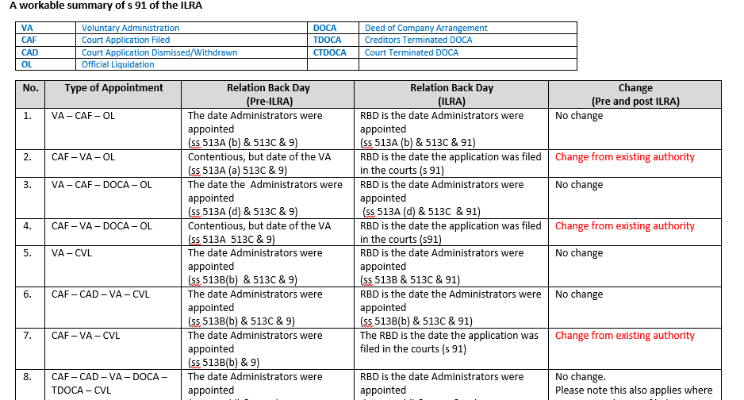 A workable summary of s 91 of the ILRA
VA Voluntary Administration DOCA Deed of Company Arrangement
CAF Court Application Filed TDOCA Creditors Terminated DOCA
CAD Court Application Dismissed/Withdrawn CTDOCA Court Terminated DOCA
OL Official Liquidation
No. Type of Appointment Relation Back Day Relation Back Day Change
(Pre-ILRA) (ILRA) (Pre and post ILRA)
1. VA – CAF – OL The date Administrators were RBD is the date Administrators were No change
appointed appointed
(ss 513A (b) & 513C & 9) (ss 513A (b) & 513C & 91)
2. CAF – VA – OL Contentious, but date of the VA RBD is the date the application was filed Change from existing authority
(ss 513A (a) 513C & 9) in the courts (s 91)
3. VA – CAF – DOCA – OL The date the Administrators were RBD is the date Administrators were No change
appointed appointed
(ss 513A (d) & 513C & 9) (ss 513A (d) & 513C & 91)
4. CAF – VA – DOCA – OL Contentious, but date of the VA RBD is the date the application was filed Change from existing authority
(ss 513A 513C & 9) in the courts (s91)
5. VA – CVL The date Administrators were RBD is the date Administrators were No change
appointed appointed
(ss 513B(b) & 513C & 9) (ss 513B & 513C & 91)
6. CAF – CAD – VA – CVL The date Administrators were RBD is the date the Administrators were No change
appointed appointed
(ss 513B(b) & 513C & 9) (ss 513B(b) & 513C & 91)
7. CAF – VA – CVL The date Administrators were The RBD is the date the application was Change from existing authority
appointed filed in the courts (s 91)
(ss 513B(b) & 9)
8. CAF – CAD – VA – DOCA – The date Administrators were RBD is the date Administrators were No change.
TDOCA – CVL appointed appointed Please note this also applies where